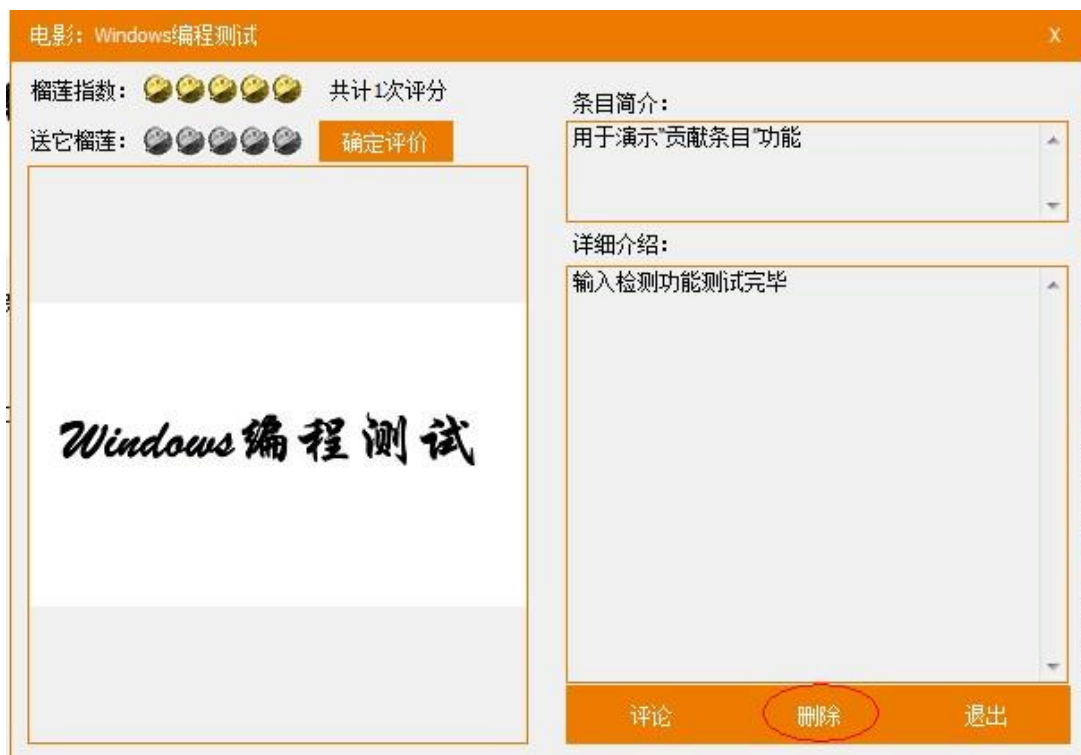 电影：Windows编程测试
X
榴莲指数：
共计1次评分
送它榴莲：
确定评价
Windows编程测试
条目简介：
用于演示"贡献条目"功能
详细介绍：
输入检测功能测试完毕
评论
删除
退出